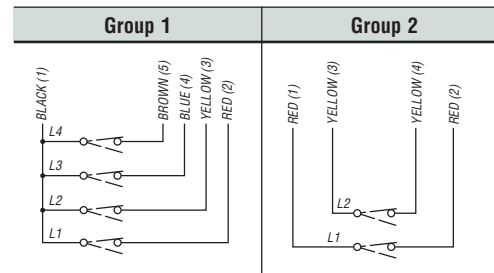 Group 1
Group 2
BLACK (1)
BROWN (5)
BLUE (4)
YELLOW (3)
RED (2)
L4
L3
L2
L1
RED (1)
YELLOW (3)
YELLOW (4)
RED (2)
L2
L1